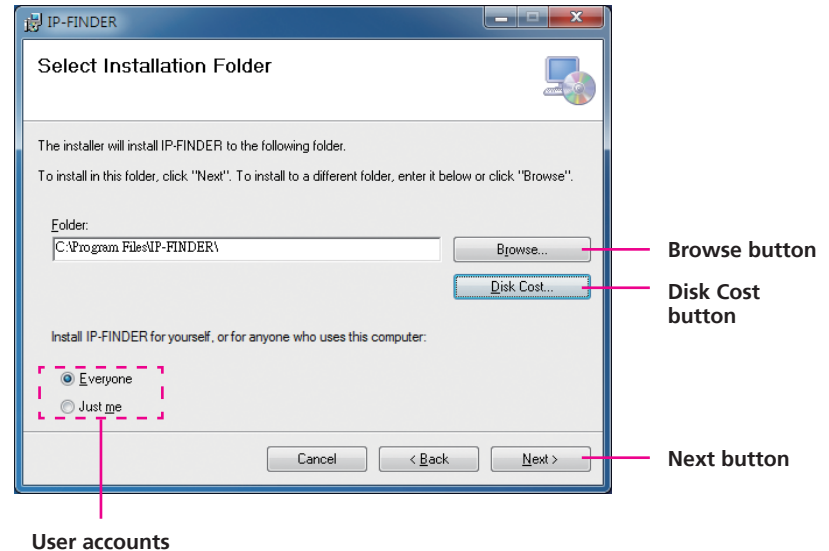 IP-FINDER
Select Installation Folder
The installer will install IP-FINDER to the following folder.
To install in this folder, click "Next". To install to a different folder, enter it below or click "Browse".
Folder:
C:\Program Files\IP-FINDER\
Browse...
Browse button
Disk Cost...
Disk Cost
button
Install IP-FINDER for yourself, or for anyone who uses this computer:
Everyone
Just me
Cancel
< Back
Next >
Next button
User accounts